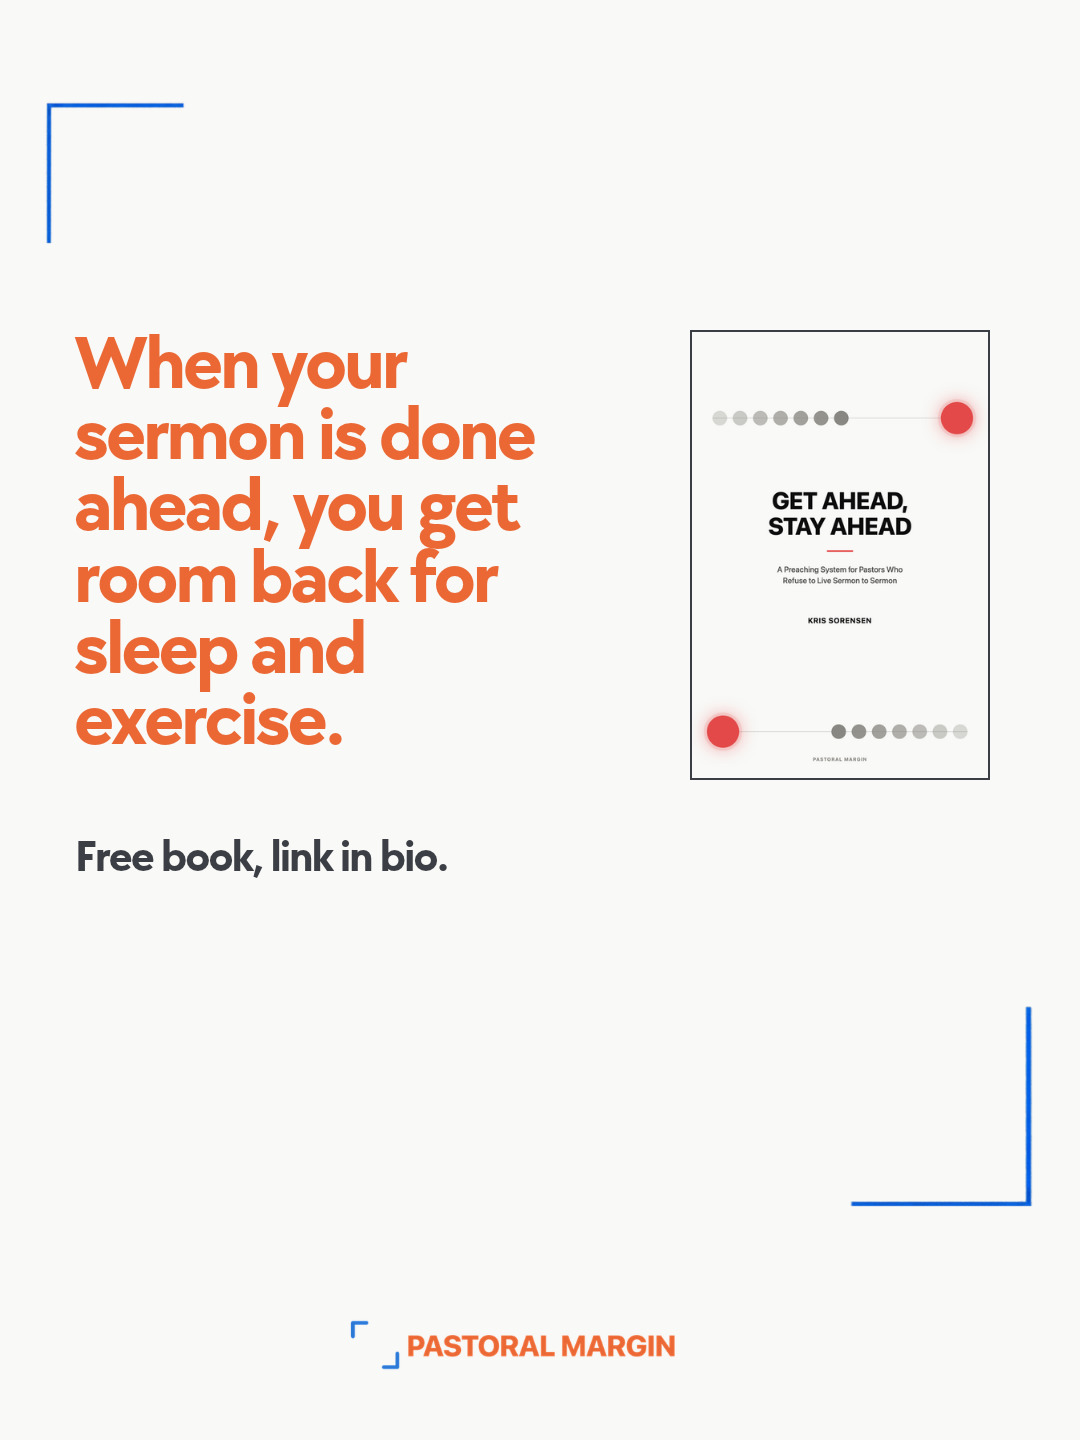 When your
sermon is done
ahead, you get
room back for
sleep and
exercise.
Free book, link in bio.
GET AHEAD,
STAY AHEAD
A Preaching System for Pastors Who
Refuse to Live Sermon to Sermon
KRIS SORENSEN
PASTORAL MARGIN
PASTORAL MARGIN